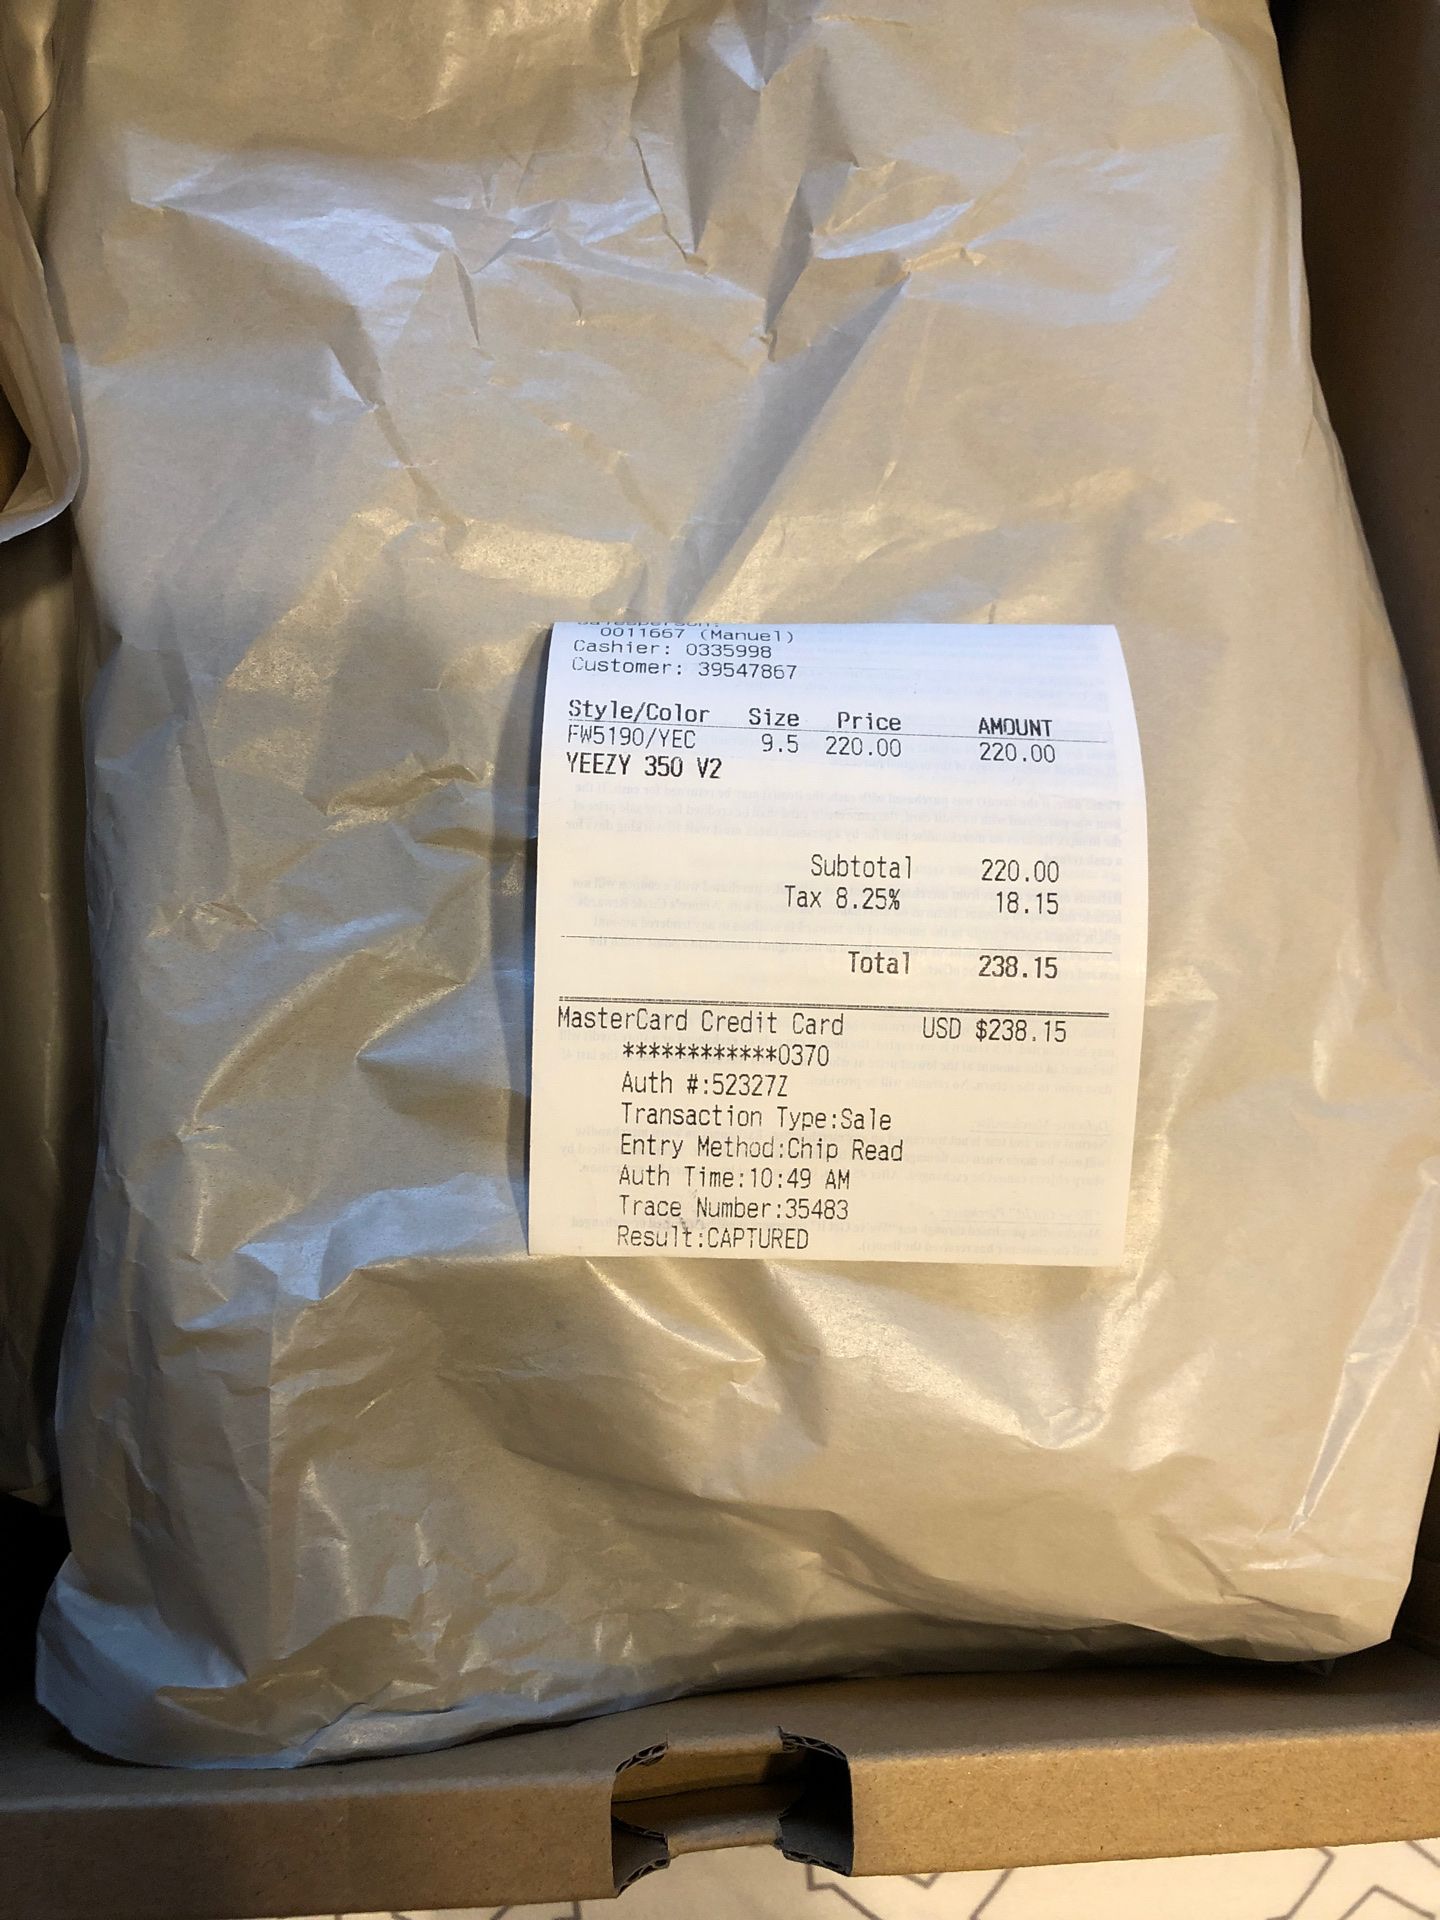 0011667 (Manuel)
Cashier: 0335998
Customer: 39547867
Style/Color Size Price AMOUNT
FW5190/YEC 9.5 220.00 220.00
YEEZY 350 V2
Subtotal 220.00
Tax 8.25% 18.15
Total 238.15
MasterCard Credit Card USD $238.15
************0370
Auth #:52327Z
Transaction Type:Sale
Entry Method:Chip Read
Auth Time:10:49 AM
Trace Number:35483
Result:CAPTURED